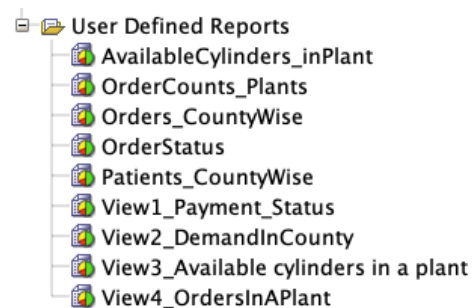 User Defined Reports
AvailableCylinders_inPlant
OrderCounts_Plants
Orders_CountyWise
OrderStatus
Patients_CountyWise
View1_Payment_Status
View2_DemandInCounty
View3_Available cylinders in a plant
View4_OrdersInAPlant